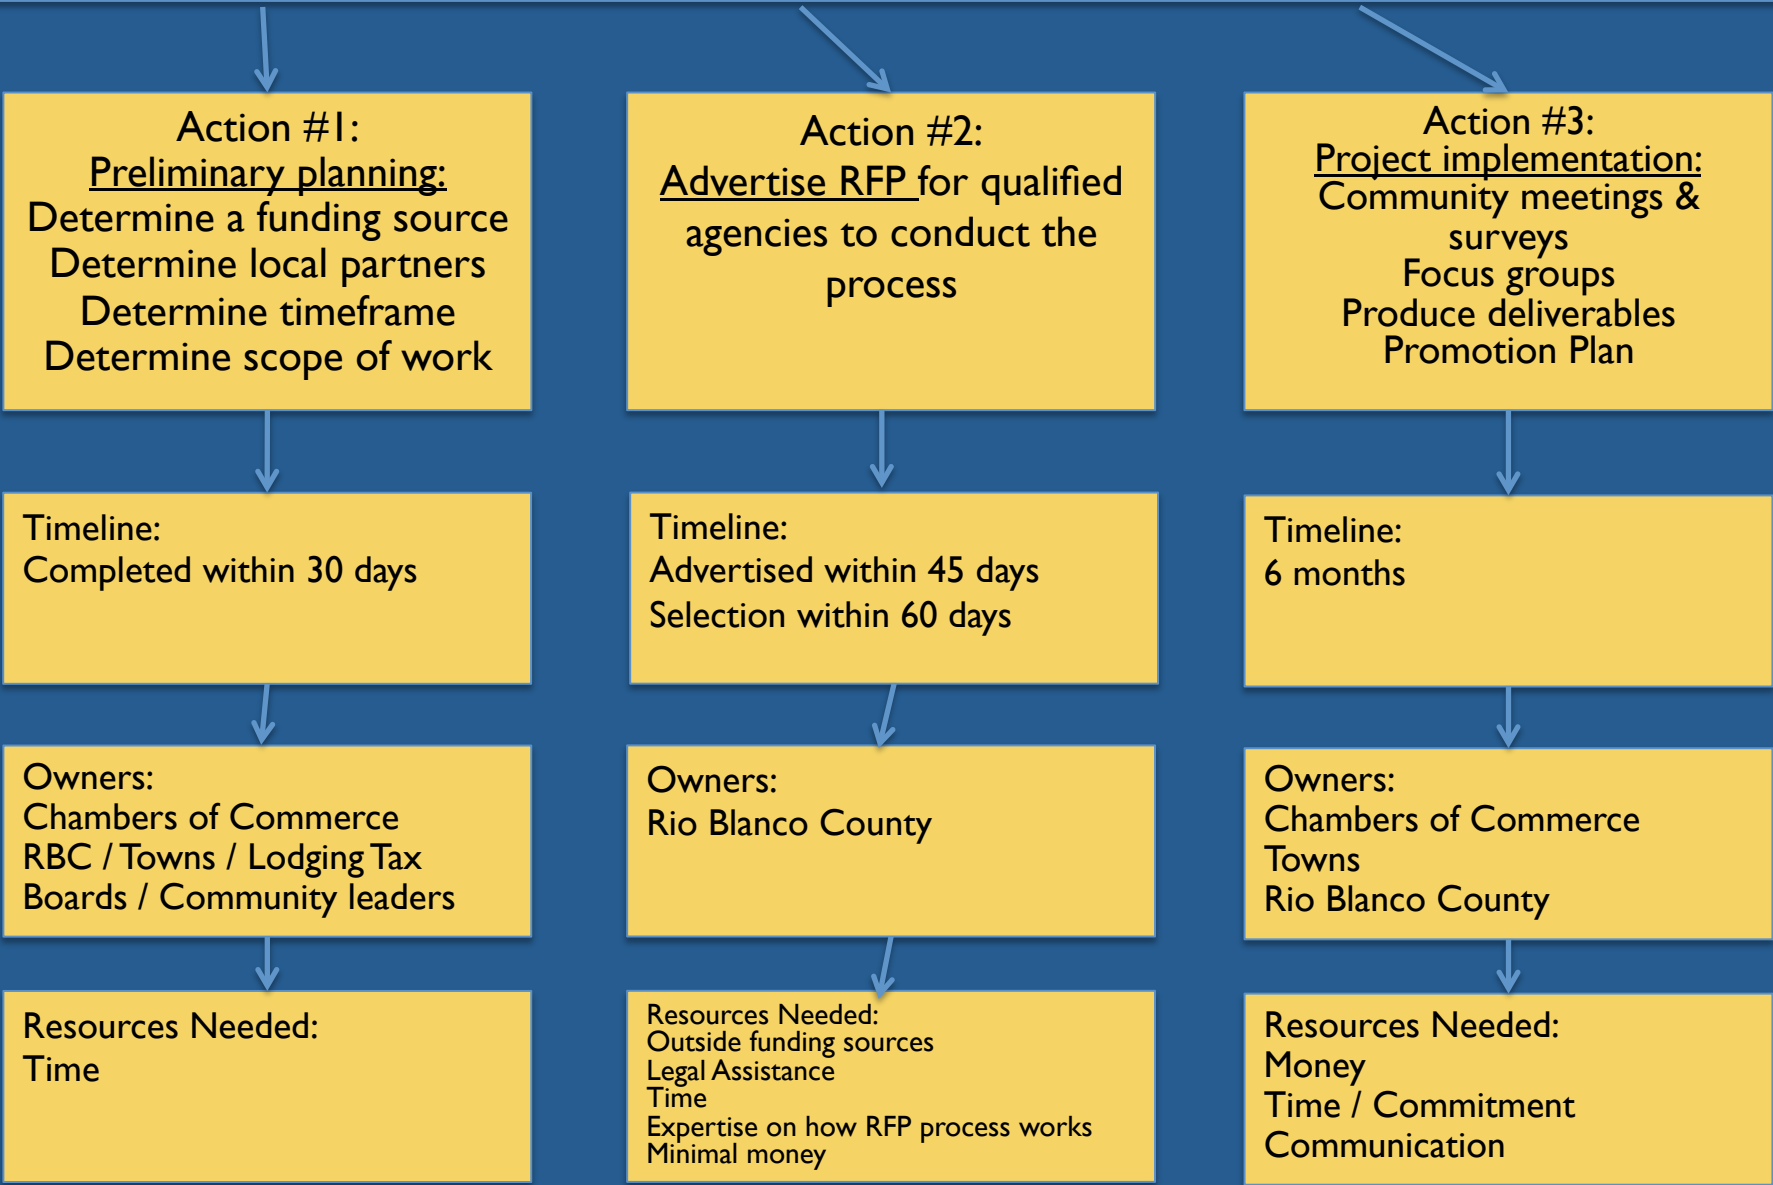 Action #1:
Preliminary planning:
Determine a funding source
Determine local partners
Determine timeframe
Determine scope of work
Timeline:
Completed within 30 days
Owners:
Chambers of Commerce
RBC / Towns / Lodging Tax
Boards / Community leaders
Resources Needed:
Time
Action #2:
Advertise RFP for qualified
agencies to conduct the
process
Timeline:
Advertised within 45 days
Selection within 60 days
Owners:
Rio Blanco County
Resources Needed:
Outside funding sources
Legal Assistance
Time
Expertise on how RFP process works
Minimal money
Action #3:
Project implementation:
Community meetings &
surveys
Focus groups
Produce deliverables
Promotion Plan
Timeline:
6 months
Owners:
Chambers of Commerce
Towns
Rio Blanco County
Resources Needed:
Money
Time / Commitment
Communication